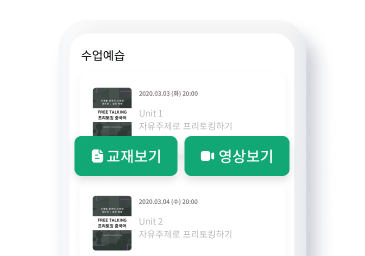 수업예습
2020.03.03 (화) 20:00
FREE TALKING
프리토킹 중국어
Unit 1
자유주제로 프리토킹하기
교재보기
영상보기
2020.03.04 (수) 20:00
FREE TALKING
프리토킹 중국어
Unit 2
자유주제로 프리토킹하기